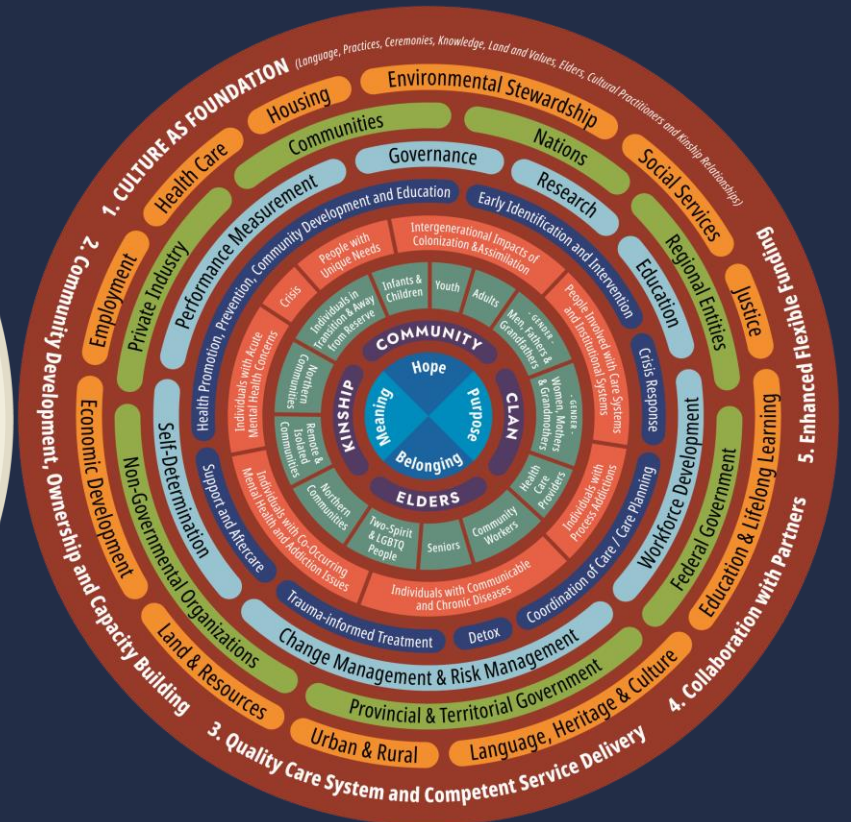 1. CULTURE AS FOUNDATION (Language, Practices, Ceremonies, Knowledge, Land and Values, Elders, Cultural Practitioners and Kinship Relationships)
2. Community Development, Ownership and Capacity Building
3. Quality Care System and Competent Service Delivery
4. Collaboration with Partners
5. Enhanced Flexible Funding
Environmental Stewardship
Social Services
Justice
Education & Lifelong Learning
Language, Heritage & Culture
Urban & Rural
Land & Resources
Economic Development
Employment
Health Care
Housing
Communities
Nations
Regional Entities
Federal Government
Provincial & Territorial Government
Non-Governmental Organizations
Private Industry
Governance
Research
Education
Workforce Development
Change Management & Risk Management
Self-Determination
Performance Measurement
Health Promotion, Prevention, Community Development and Education
Early Identification and Intervention
Crisis Response
Coordination of Care / Care Planning
Detox
Trauma-informed Treatment
Support and Aftercare
Intergenerational Impacts of
Colonization &Assimilation
People Involved with Care Systems
and Institutional Systems
Individuals with
Process Addictions
Individuals with Communicable
and Chronic Diseases
Individuals with Co-Occurring
Mental Health and Addiction Issues
Individuals with Acute
Mental Health Concerns
Crisis
People with
Unique Needs
Infants &
Children
Youth
Adults
- GENDER -
Men, Fathers &
Grandfathers
- GENDER -
Women, Mothers
& Grandmothers
Health
Care
Providers
Community
Workers
Seniors
Two-Spirit
& LGBTQ
People
Northern
Communities
Remote &
Isolated
Communities
Northern
Communities
Individuals in
Transition & Away
from Reserve
COMMUNITY
CLAN
ELDERS
KINSHIP
Hope
Purpose
Belonging
Meaning